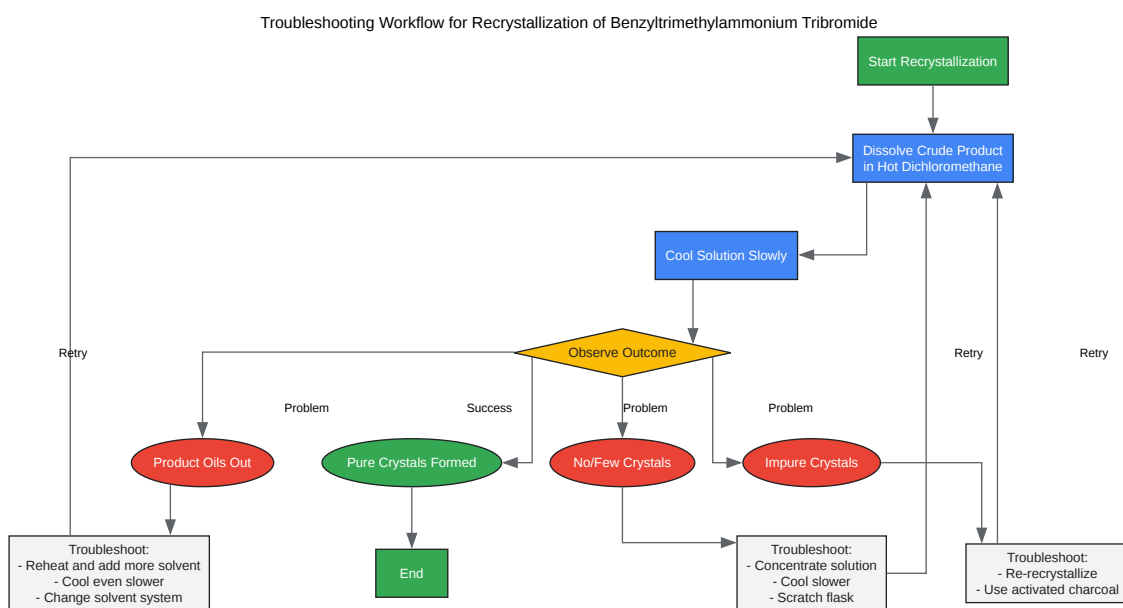 Troubleshooting Workflow for Recrystallization of Benzyltrimethylammonium Tribromide
Start Recrystallization
Dissolve Crude Product
in Hot Dichloromethane
Cool Solution Slowly
Observe Outcome
Retry
Retry
Retry
Problem
Success
Problem
Problem
Product Oils Out
Pure Crystals Formed
No/Few Crystals
Impure Crystals
Troubleshoot:
- Reheat and add more solvent
- Cool even slower
- Change solvent system
End
Troubleshoot:
- Concentrate solution
- Cool slower
- Scratch flask
Troubleshoot:
- Re-recrystallize
- Use activated charcoal